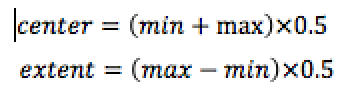 center = (min + max)×0.5
extent = (max − min)×0.5